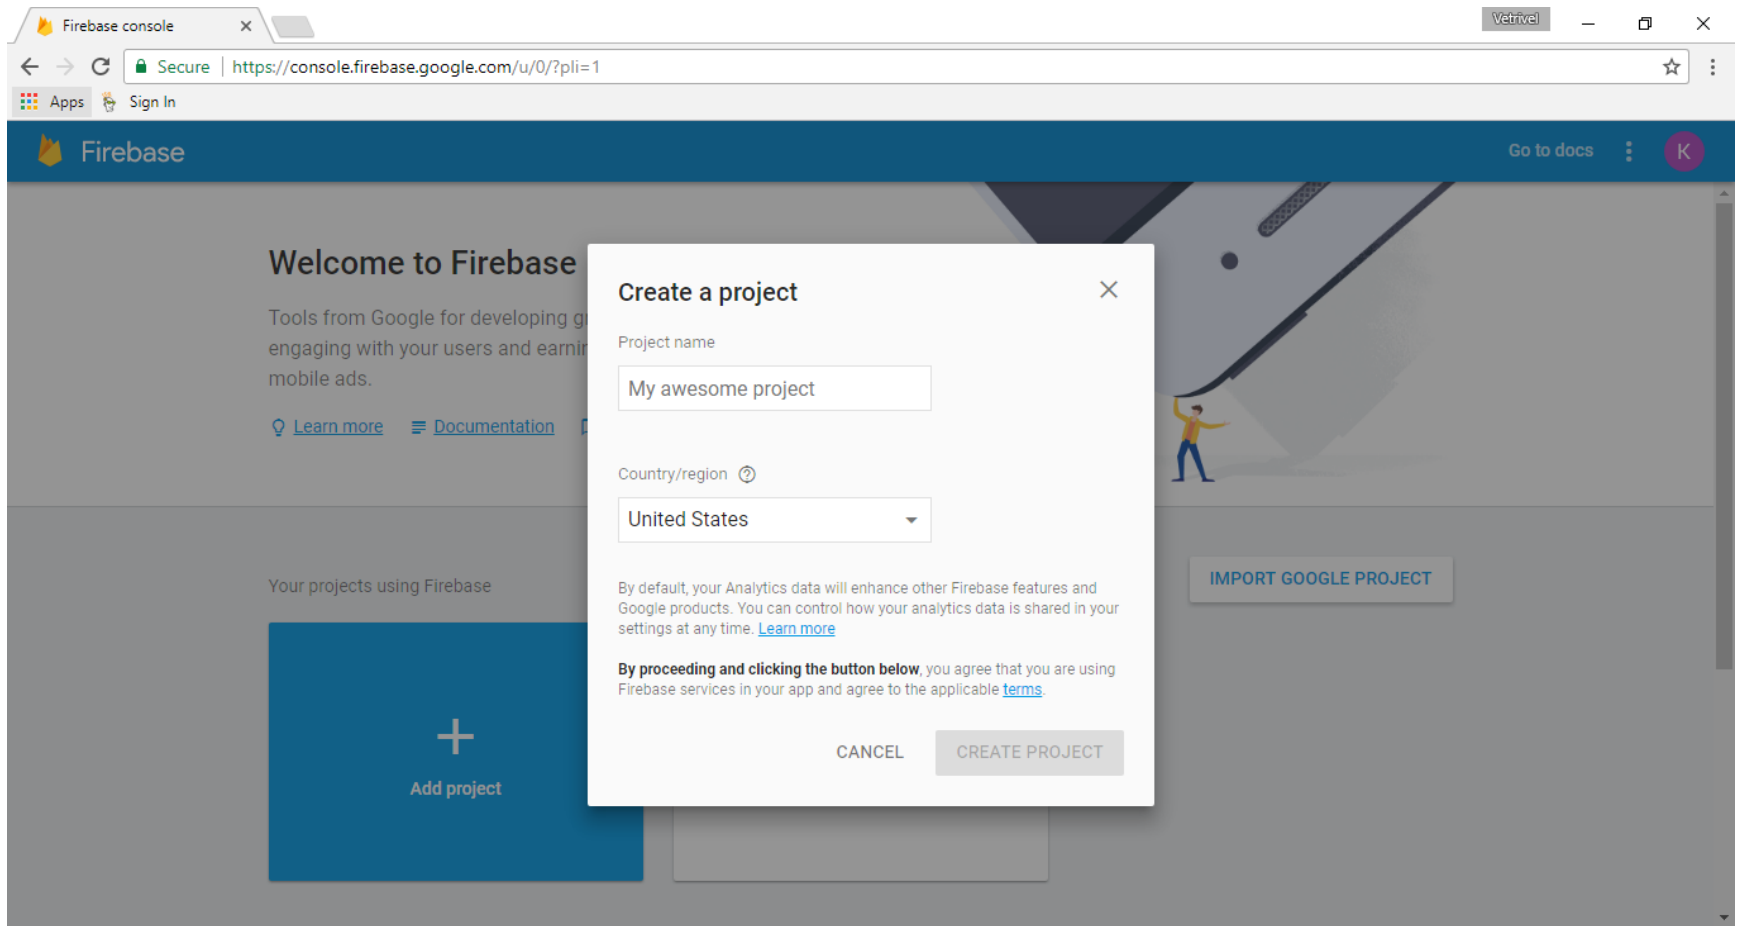 Firebase console
Vetrivel
Secure
https://console.firebase.google.com/u/0/?pli=1
Apps
Sign In
Firebase
Go to docs
K
Welcome to Firebase
Tools from Google for developing
engaging with your users and
mobile ads.
Learn more
Documentation
Your projects using Firebase
IMPORT GOOGLE PROJECT
Add project
Create a project
Project name
My awesome project
Country/region
United States
By default, your Analytics data will enhance other Firebase features and
Google products. You can control how your analytics data is shared in your
settings at any time. Learn more
By proceeding and clicking the button below, you agree that you are using
Firebase services in your app and agree to the applicable terms.
CANCEL
CREATE PROJECT